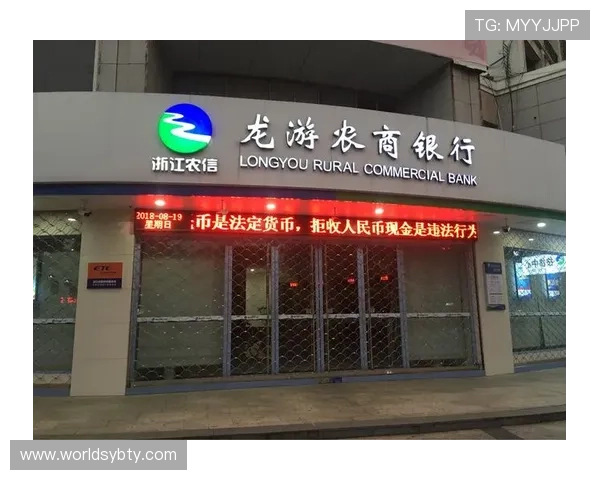 TG: MYYJJPP
龙游农商银行
浙江农信
LONGYOU RURAL COMMERCIAL BANK
2018-08-19
星期日
币是法定货币，拒收人民币现金是违法行为
ETC
www.worldsybty.com